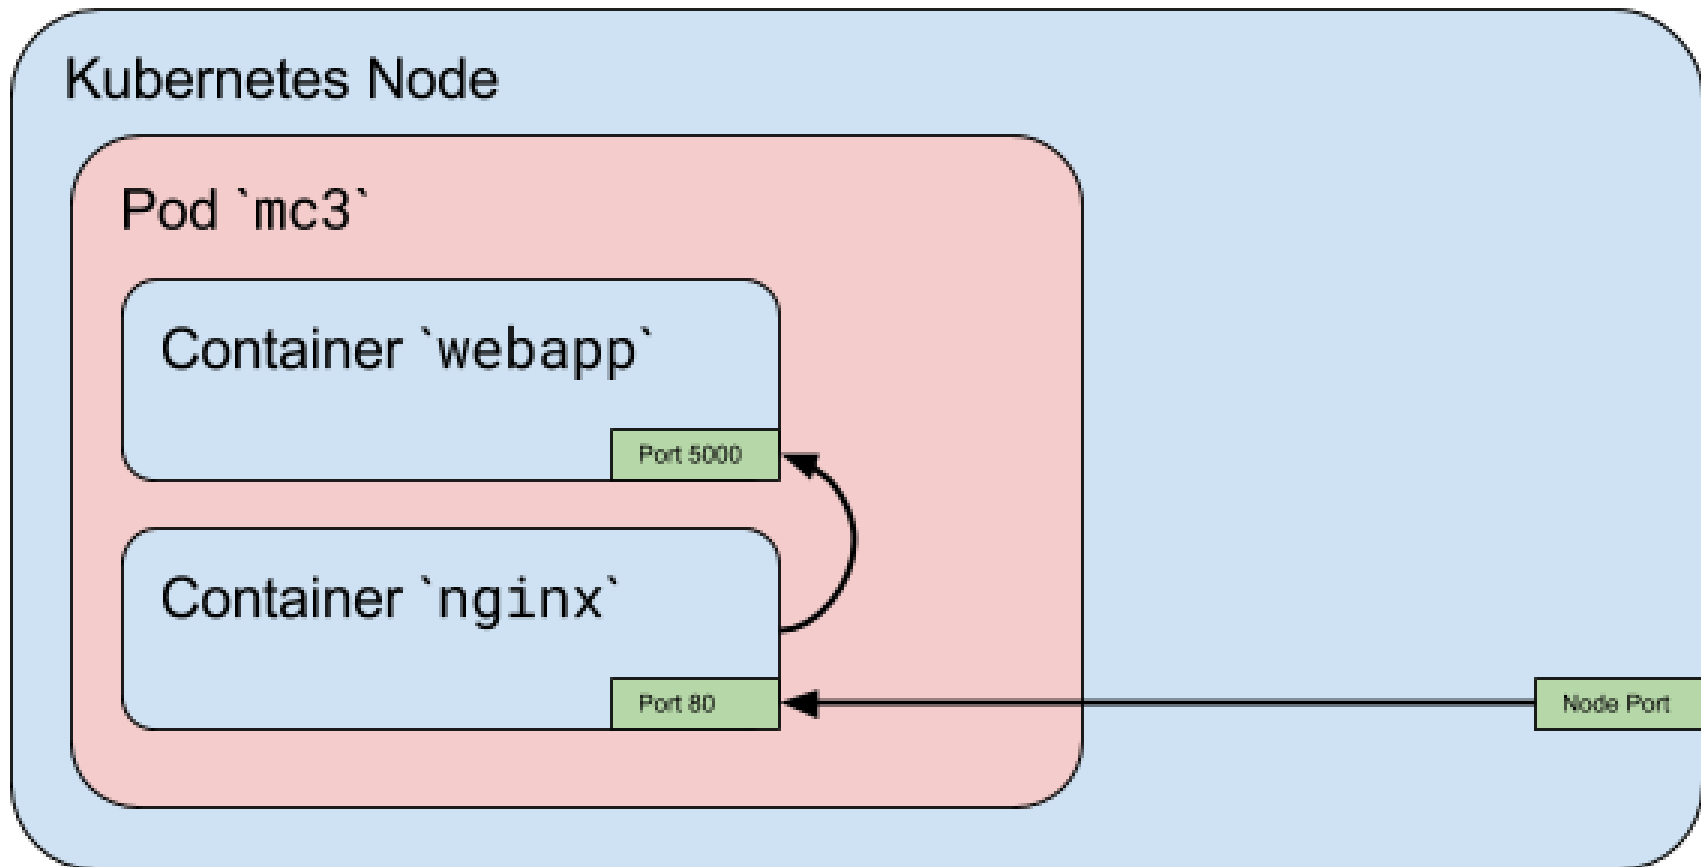 Kubernetes Node
Pod `mc3`
Container `webapp`
Port 5000
Container `nginx`
Port 80
Node Port